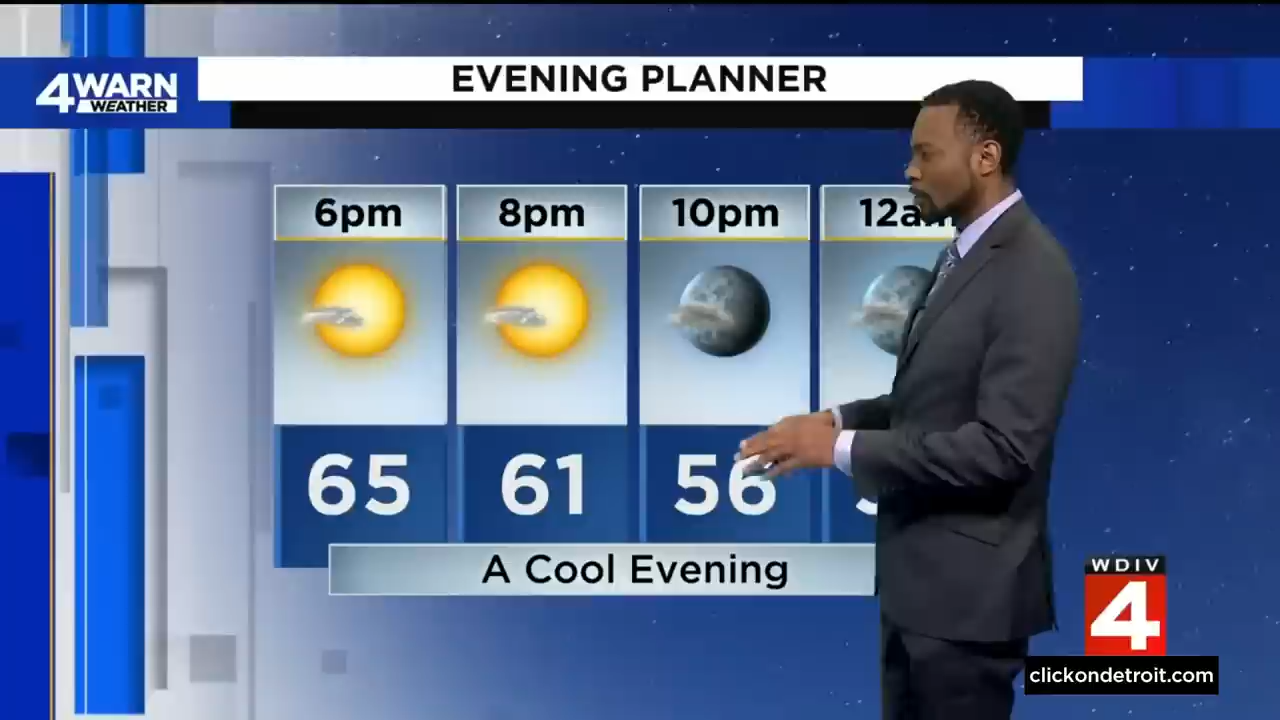 4WARN
WEATHER
EVENING PLANNER
6pm 8pm 10pm
65 61 56
A Cool Evening
WDIV
4
clickondetroit.com